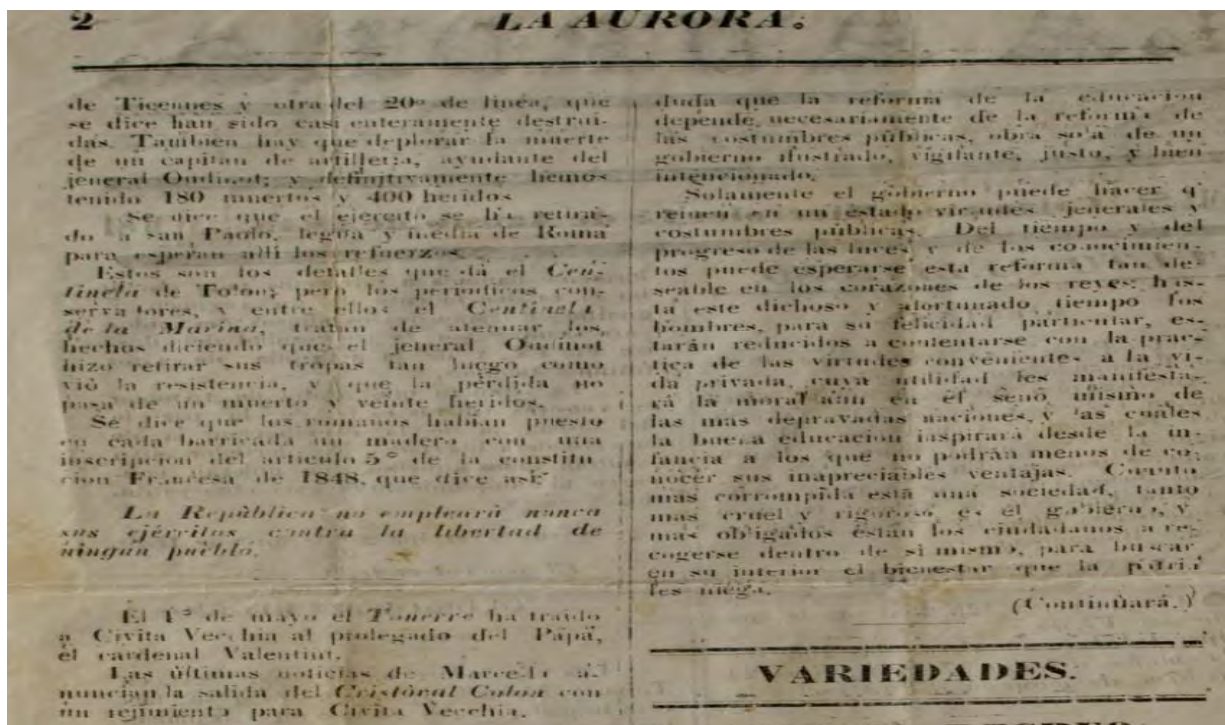 2
LA AURORA.
de Ticennes y otra del 20° de linea, que
se dice han sido casi enteramente destrui-
das. Tambien hay que deplorar la muerte
de un capitan de artilleria, ayudante del
jeneral Oudinot; y definitivamente hemos
tenido 180 muertos y 400 heridos
Se dice que el ejército se ha retira-
do a san Paolo, legua y media de Roma
para esperar alli los refuerzos.
Estos son los detalles que dá el Cen-
tinela de Tolon; pero los periodicos con-
servadores, y entre ellos el Centinela
de la Marina, tratan de atenuar los
hechos diciendo que el jeneral Oudinot
hizo retirar sus tropas tan luego como
vió la resistencia, y que la pérdida no
pasa de un muerto y veinte heridos.
Se dice que los romanos habian puesto
en cada barricada un madero con una
inscripcion del articulo 5° de la constitu
cion Francesa de 1848, que dice asi:
La República no empleará nunca
sus ejércitos contra la libertad de
ningun pueblo.
El 1° de mayo el Tonerre ha traido
a Civita Vecchia al prolegado del Papa,
el cardenal Valentini.
Las últimas noticias de Marcella a-
nuncian la salida del Cristóval Colon con
un rejimiento para Civita Vecchia.
duda que la reforma de la educacion
depende necesariamente de la reforma de
las costumbres públicas, obra sola de un
gobierno ilustrado, vigilante, justo, y bien
intencionado.
Solamente el gobierno puede hacer q'
reinen en un estado virtudes jenerales y
costumbres públicas. Del tiempo y del
progreso de las luces y de los conocimien-
tos puede esperarse esta reforma tan de-
seable en los corazones de los reyes: has-
ta este dichoso y afortunado tiempo los
hombres, para su felicidad particular, es-
tarán reducidos a contentarse con la prac-
tica de las virtudes convenientes a la vi-
da privada, cuya utilidad les manifesta-
rá la moral aun en el seno mismo de
las mas depravadas naciones, y las cuales
la buena educacion inspirará desde la in-
fancia a los que no podrán menos de co-
nocer sus inapreciables ventajas. Cuanto
mas corrompida está una sociedad, tanto
mas cruel y riguroso es el gobierno, y
mas obligados están los ciudadanos a re-
cogerse dentro de si mismo, para buscar
en su interior el bienestar que la patria
les niega.
(Continuará.)
VARIEDADES.